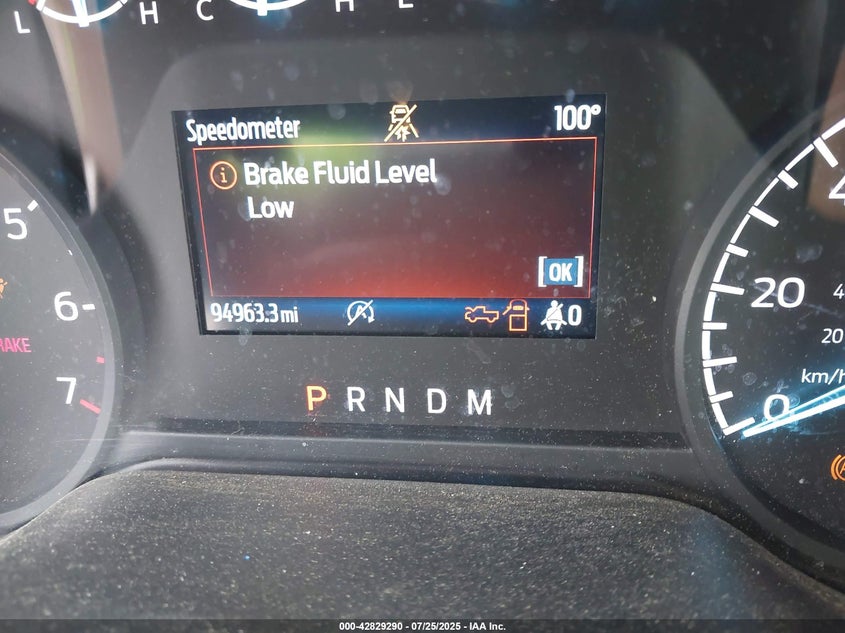 L H C H E
Speedometer 100°
Brake Fluid Level
Low
[OK]
94963.3 mi 0
P R N D M
5
6
7
20
0
20
km/h
000-42829290 - 07/25/2025 - IAA Inc.